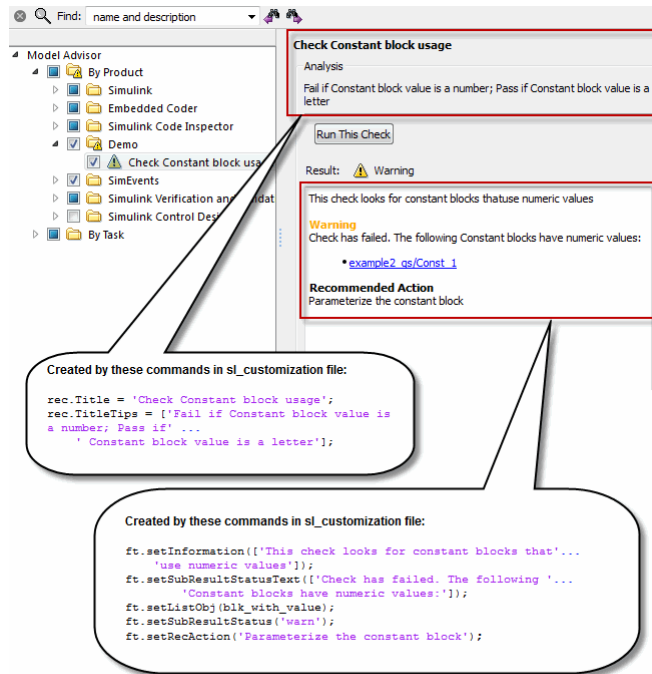 Find: name and description
Model Advisor
By Product
Simulink
Embedded Coder
Simulink Code Inspector
Demo
Check Constant block usa
SimEvents
Simulink Verification and idat
Simulink Control Des
By Task
Check Constant block usage
Analysis
Fail if Constant block value is a number; Pass if Constant block value is a
letter
Run This Check
Result: Warning
This check looks for constant blocks thatuse numeric values
Warning
Check has failed. The following Constant blocks have numeric values:
• example2_qs/Const_1
Recommended Action
Parameterize the constant block
Created by these commands in sl_customization file:
rec.Title = 'Check Constant block usage';
rec.TitleTips = ['Fail if Constant block value is
a number; Pass if' ...
' Constant block value is a letter'];
Created by these commands in sl_customization file:
ft.setInformation(['This check looks for constant blocks that'...
'use numeric values']);
ft.setSubResultStatusText(['Check has failed. The following '...
'Constant blocks have numeric values:']);
ft.setListObj(blk_with_value);
ft.setSubResultStatus('warn');
ft.setRecAction('Parameterize the constant block');